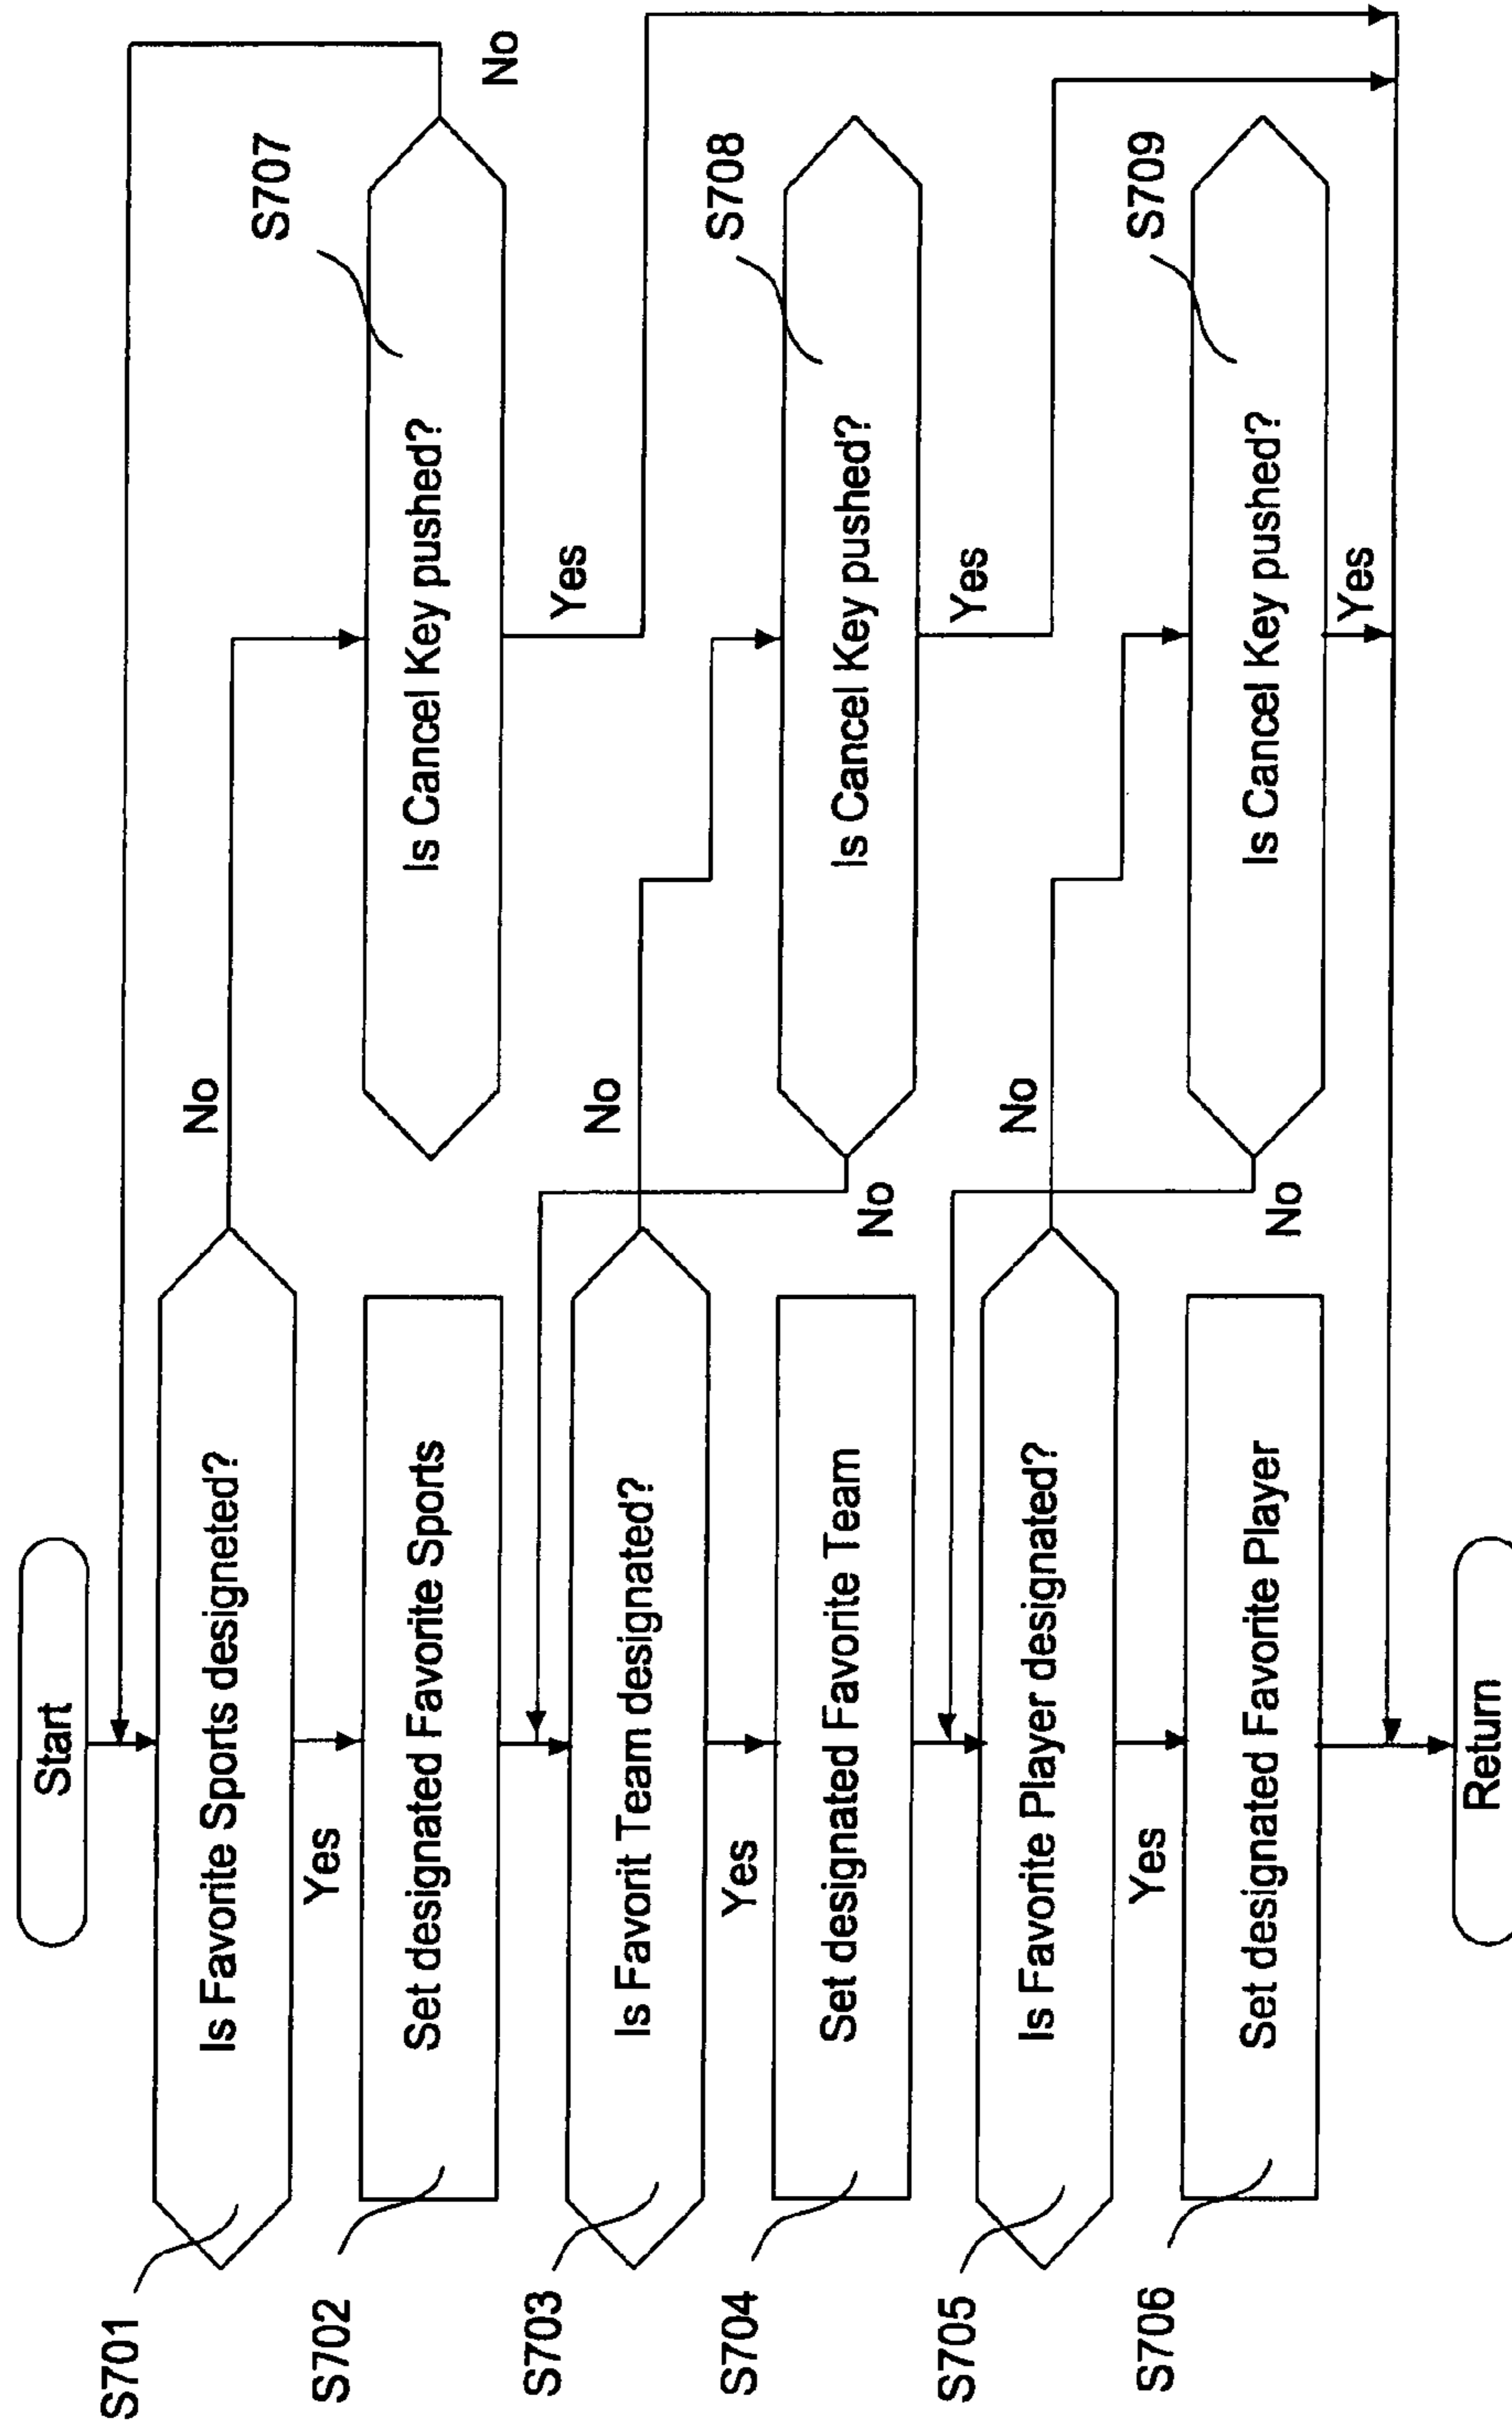 Start
S701
Is Favorite Sports designeted?
No
Yes
S702
Set designated Favorite Sports
S707
Is Cancel Key pushed?
No
Yes
S703
Is Favorit Team designated?
No
Yes
S704
Set designated Favorite Team
S708
Is Cancel Key pushed?
No
Yes
S705
Is Favorite Player designated?
No
Yes
S706
Set designated Favorite Player
S709
Is Cancel Key pushed?
No
Yes
Return